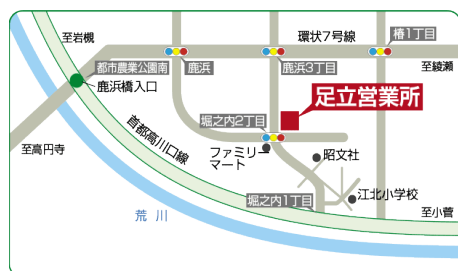 至岩槻
環状7号線
椿1丁目
都市農業公園南
鹿浜
鹿浜3丁目
至綾瀬
鹿浜橋入口
足立営業所
堀之内2丁目
首都高川口線
至高円寺
ファミリー
マート
昭文社
堀之内1丁目
江北小学校
荒川
至小菅